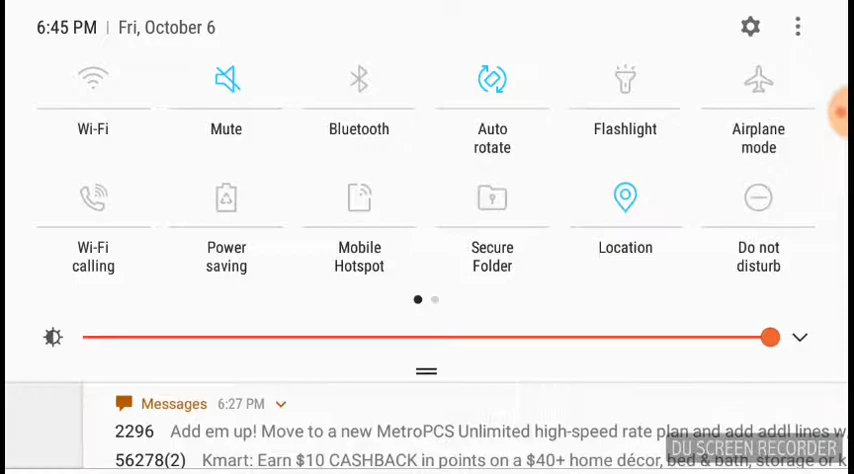 6:45 PM | Fri, October 6
Wi-Fi
Mute
Bluetooth
Auto
rotate
Flashlight
Airplane
mode
Wi-Fi
calling
Power
saving
Mobile
Hotspot
Secure
Folder
Location
Do not
disturb
Messages 6:27 PM
2296 Add em up! Move to a new MetroPCS Unlimited high-speed rate plan and add addl lines
DU SCREEN RECORDER
56278(2) Kmart: Earn $10 CASHBACK in points on a $40+ home décor, bed & bath, storage or